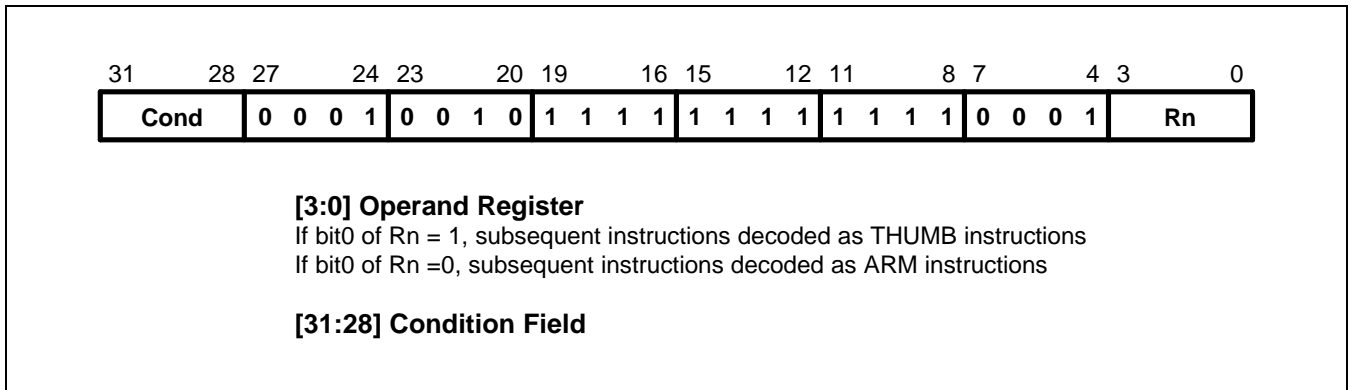 31 28 27 24 23 20 19 16 15 12 11 8 7 4 3 0
Cond 0 0 0 1 0 0 1 0 1 1 1 1 1 1 1 1 1 1 1 1 0 0 0 1 Rn
[3:0] Operand Register
If bit0 of Rn = 1, subsequent instructions decoded as THUMB instructions
If bit0 of Rn =0, subsequent instructions decoded as ARM instructions
[31:28] Condition Field